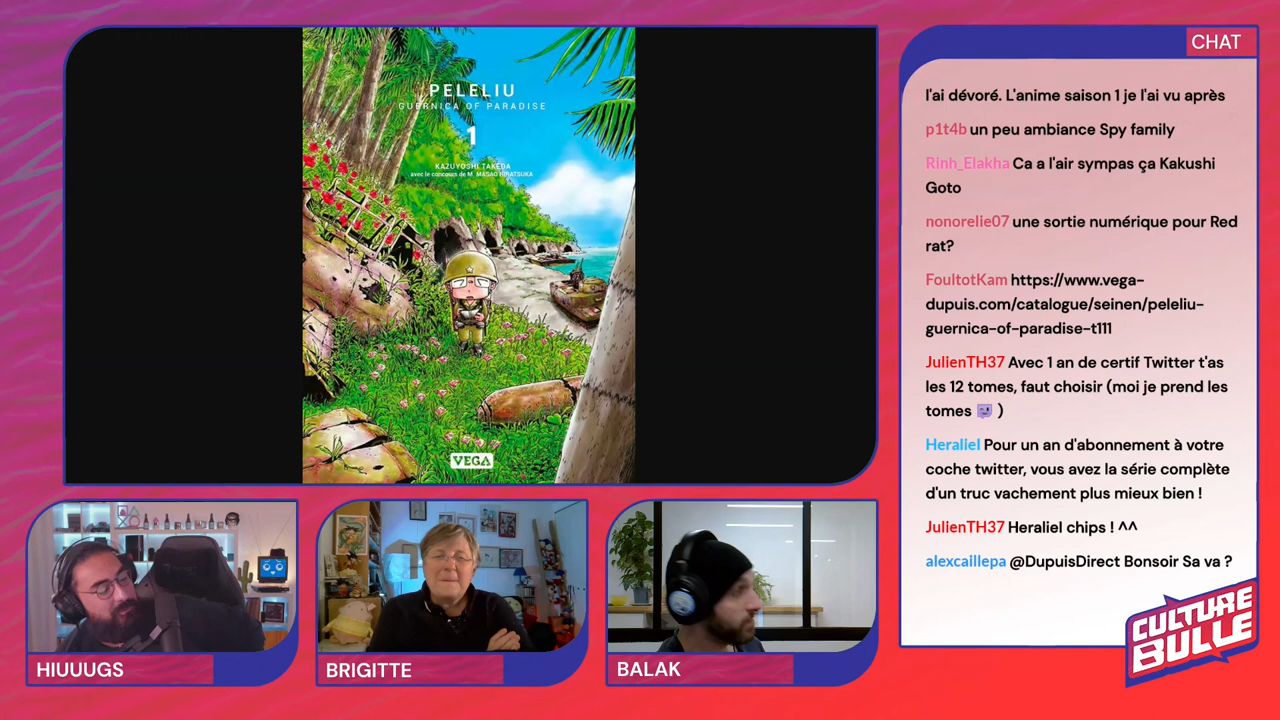 PELELIU
GUERNICA OF PARADISE
1
KAZUYOSHI TAKEDA
avec le concours de M. MASAO HIRATSUKA
VEGA
HIUUUGS
BRIGITTE
BALAK
CHAT
l'ai dévoré. L'anime saison 1 je l'ai vu après
p1t4b un peu ambiance Spy family
Rinh_Elakha Ca a l'air sympas ça Kakushi
Goto
nonorelie07 une sortie numérique pour Red
rat?
FoultotKam https://www.vega-
dupuis.com/catalogue/seinen/peleliu-
guernica-of-paradise-t111
JulienTH37 Avec 1 an de certif Twitter t'as
les 12 tomes, faut choisir (moi je prend les
tomes )
Heraliel Pour un an d'abonnement à votre
coche twitter, vous avez la série complète
d'un truc vachement plus mieux bien !
JulienTH37 Heraliel chips ! ^^
alexcaillepa @DupuisDirect Bonsoir Sa va ?
CULTURE
BULLE